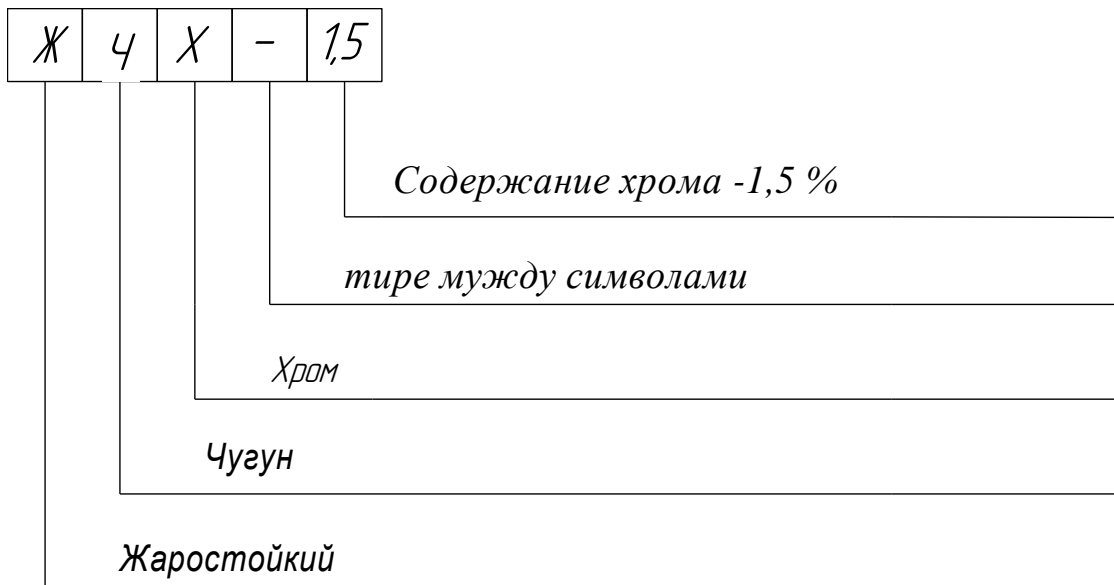 Ж Ч Х - 1,5
Содержание хрома -1,5 %
тире мужду символами
Хром
Чугун
Жаростойкий